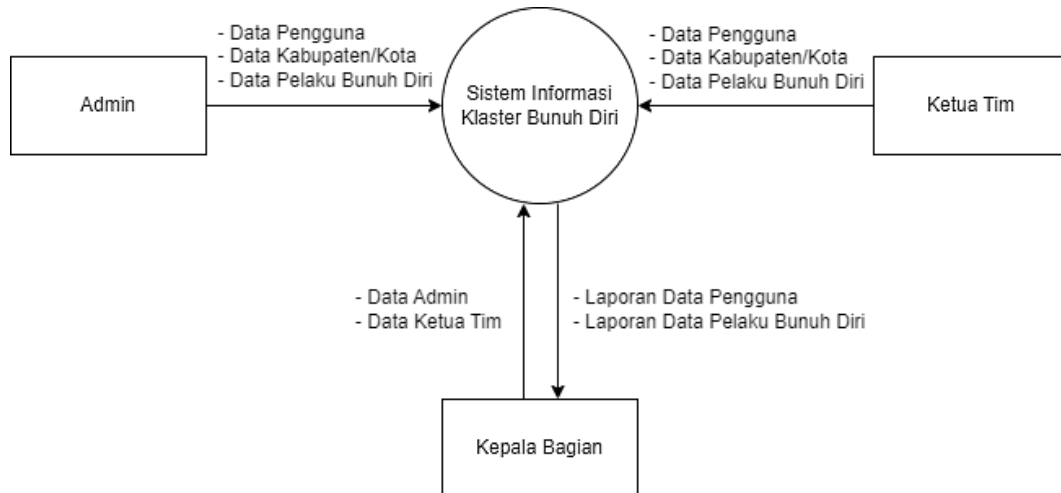 - Data Pengguna
- Data Kabupaten/Kota
- Data Pelaku Bunuh Diri
Admin
Sistem Informasi
Klaster Bunuh Diri
- Data Pengguna
- Data Kabupaten/Kota
- Data Pelaku Bunuh Diri
Ketua Tim
- Data Admin
- Data Ketua Tim
- Laporan Data Pengguna
- Laporan Data Pelaku Bunuh Diri
Kepala Bagian